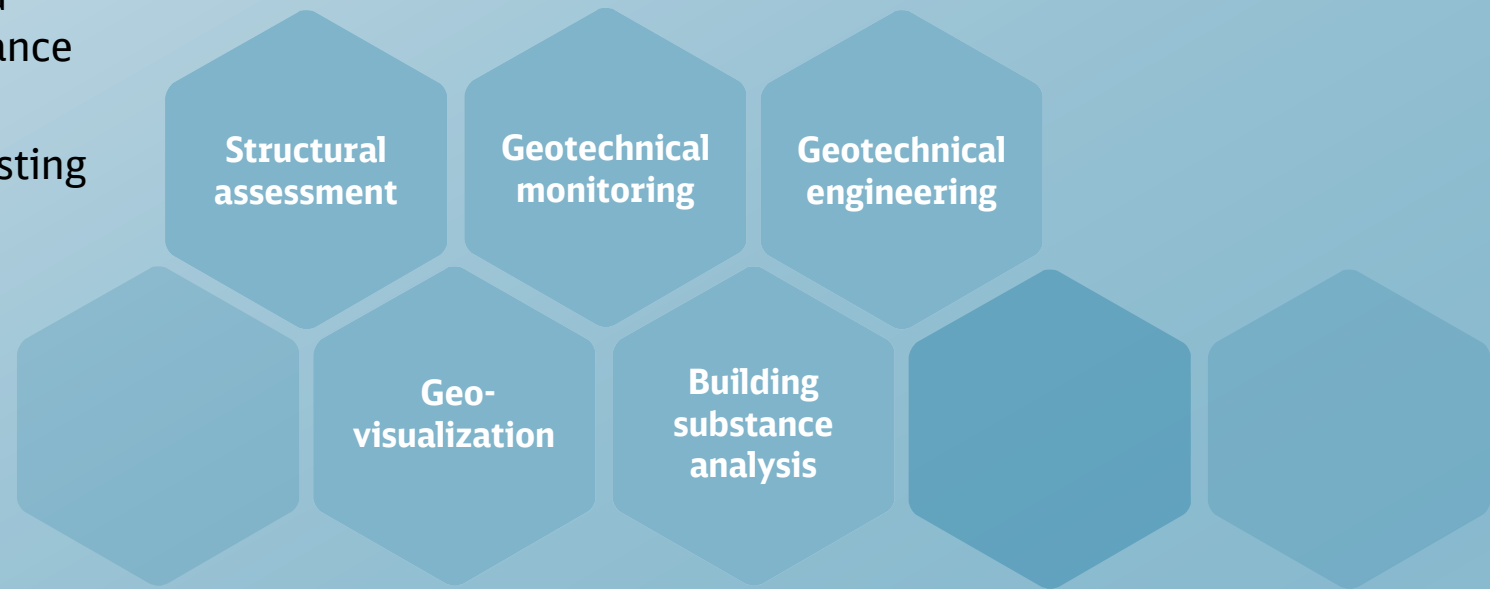 ance
sting
Structural
assessment
Geotechnical
monitoring
Geotechnical
engineering
Geo-
visualization
Building
substance
analysis